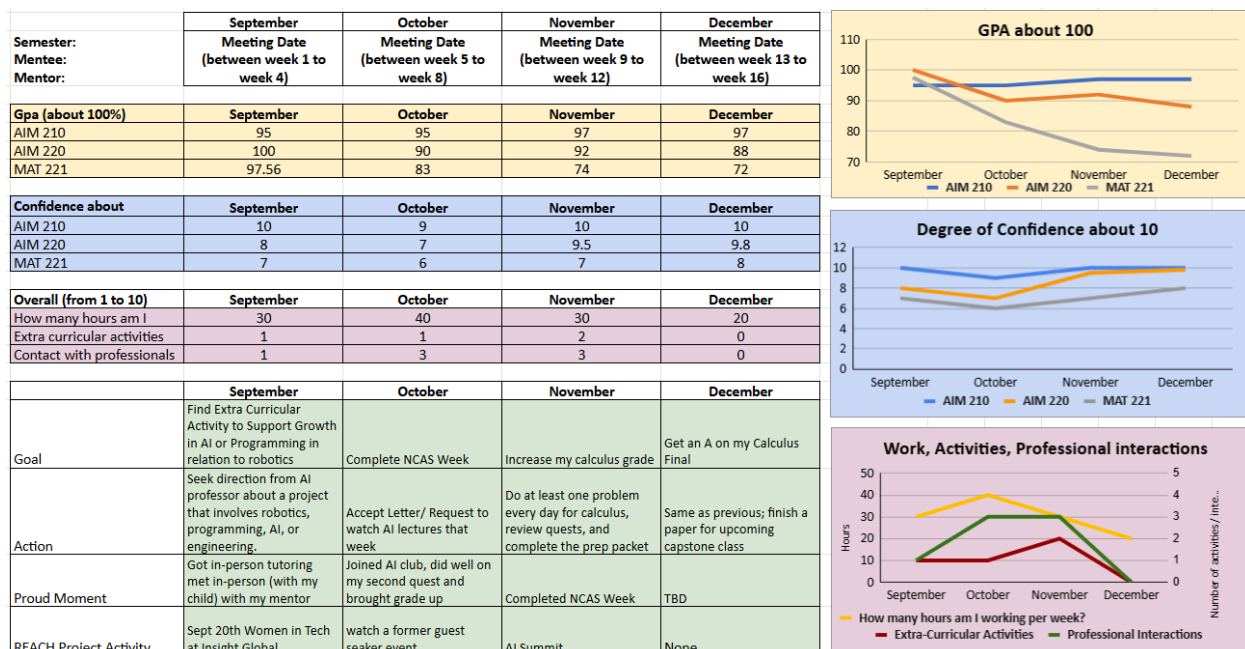 September October November December
Semester:
Mentee:
Mentor:
Meeting Date (between week 1 to week 4)
Meeting Date (between week 5 to week 8)
Meeting Date (between week 9 to week 12)
Meeting Date (between week 13 to week 16)
Gpa (about 100%) September October November December
AIM 210 95 95 97 97
AIM 220 100 90 92 88
MAT 221 97.56 83 74 72
Confidence about September October November December
AIM 210 10 9 10 10
AIM 220 8 7 9.5 9.8
MAT 221 7 6 7 8
Overall (from 1 to 10) September October November December
How many hours am I 30 40 30 20
Extra curricular activities 1 1 2 0
Contact with professionals 1 3 3 0
September October November December
Goal
Find Extra Curricular
Activity to Support Growth
in AI or Programming in
relation to robotics
Complete NCAS Week
Increase my calculus grade
Get an A on my Calculus
Final
Action
Seek direction from AI
professor about a project
that involves robotics,
programming, AI, or
engineering.
Accept Letter/ Request to
watch AI lectures that
week
Do at least one problem
every day for calculus,
review quests, and
complete the prep packet
Same as previous; finish a
paper for upcoming
capstone class
Proud Moment
Got in-person tutoring
met in-person (with my
child) with my mentor
Joined AI club, did well on
my second quest and
brought grade up
Completed NCAS Week
TBD
REACH Project Activity
Sept 20th Women in Tech
at Insight Global
watch a former guest
seaker event
AI Summit
None
GPA about 100
110
100
90
80
70
September October November December
AIM 210 AIM 220 MAT 221
Degree of Confidence about 10
12
10
8
6
4
2
0
September October November December
AIM 210 AIM 220 MAT 221
Work, Activities, Professional interactions
50 5
40 4
30 3
20 2
10 1
0 0
Hours
Number of activities / inte...
September October November December
How many hours am I working per week?
Extra-Curricular Activities Professional Interactions